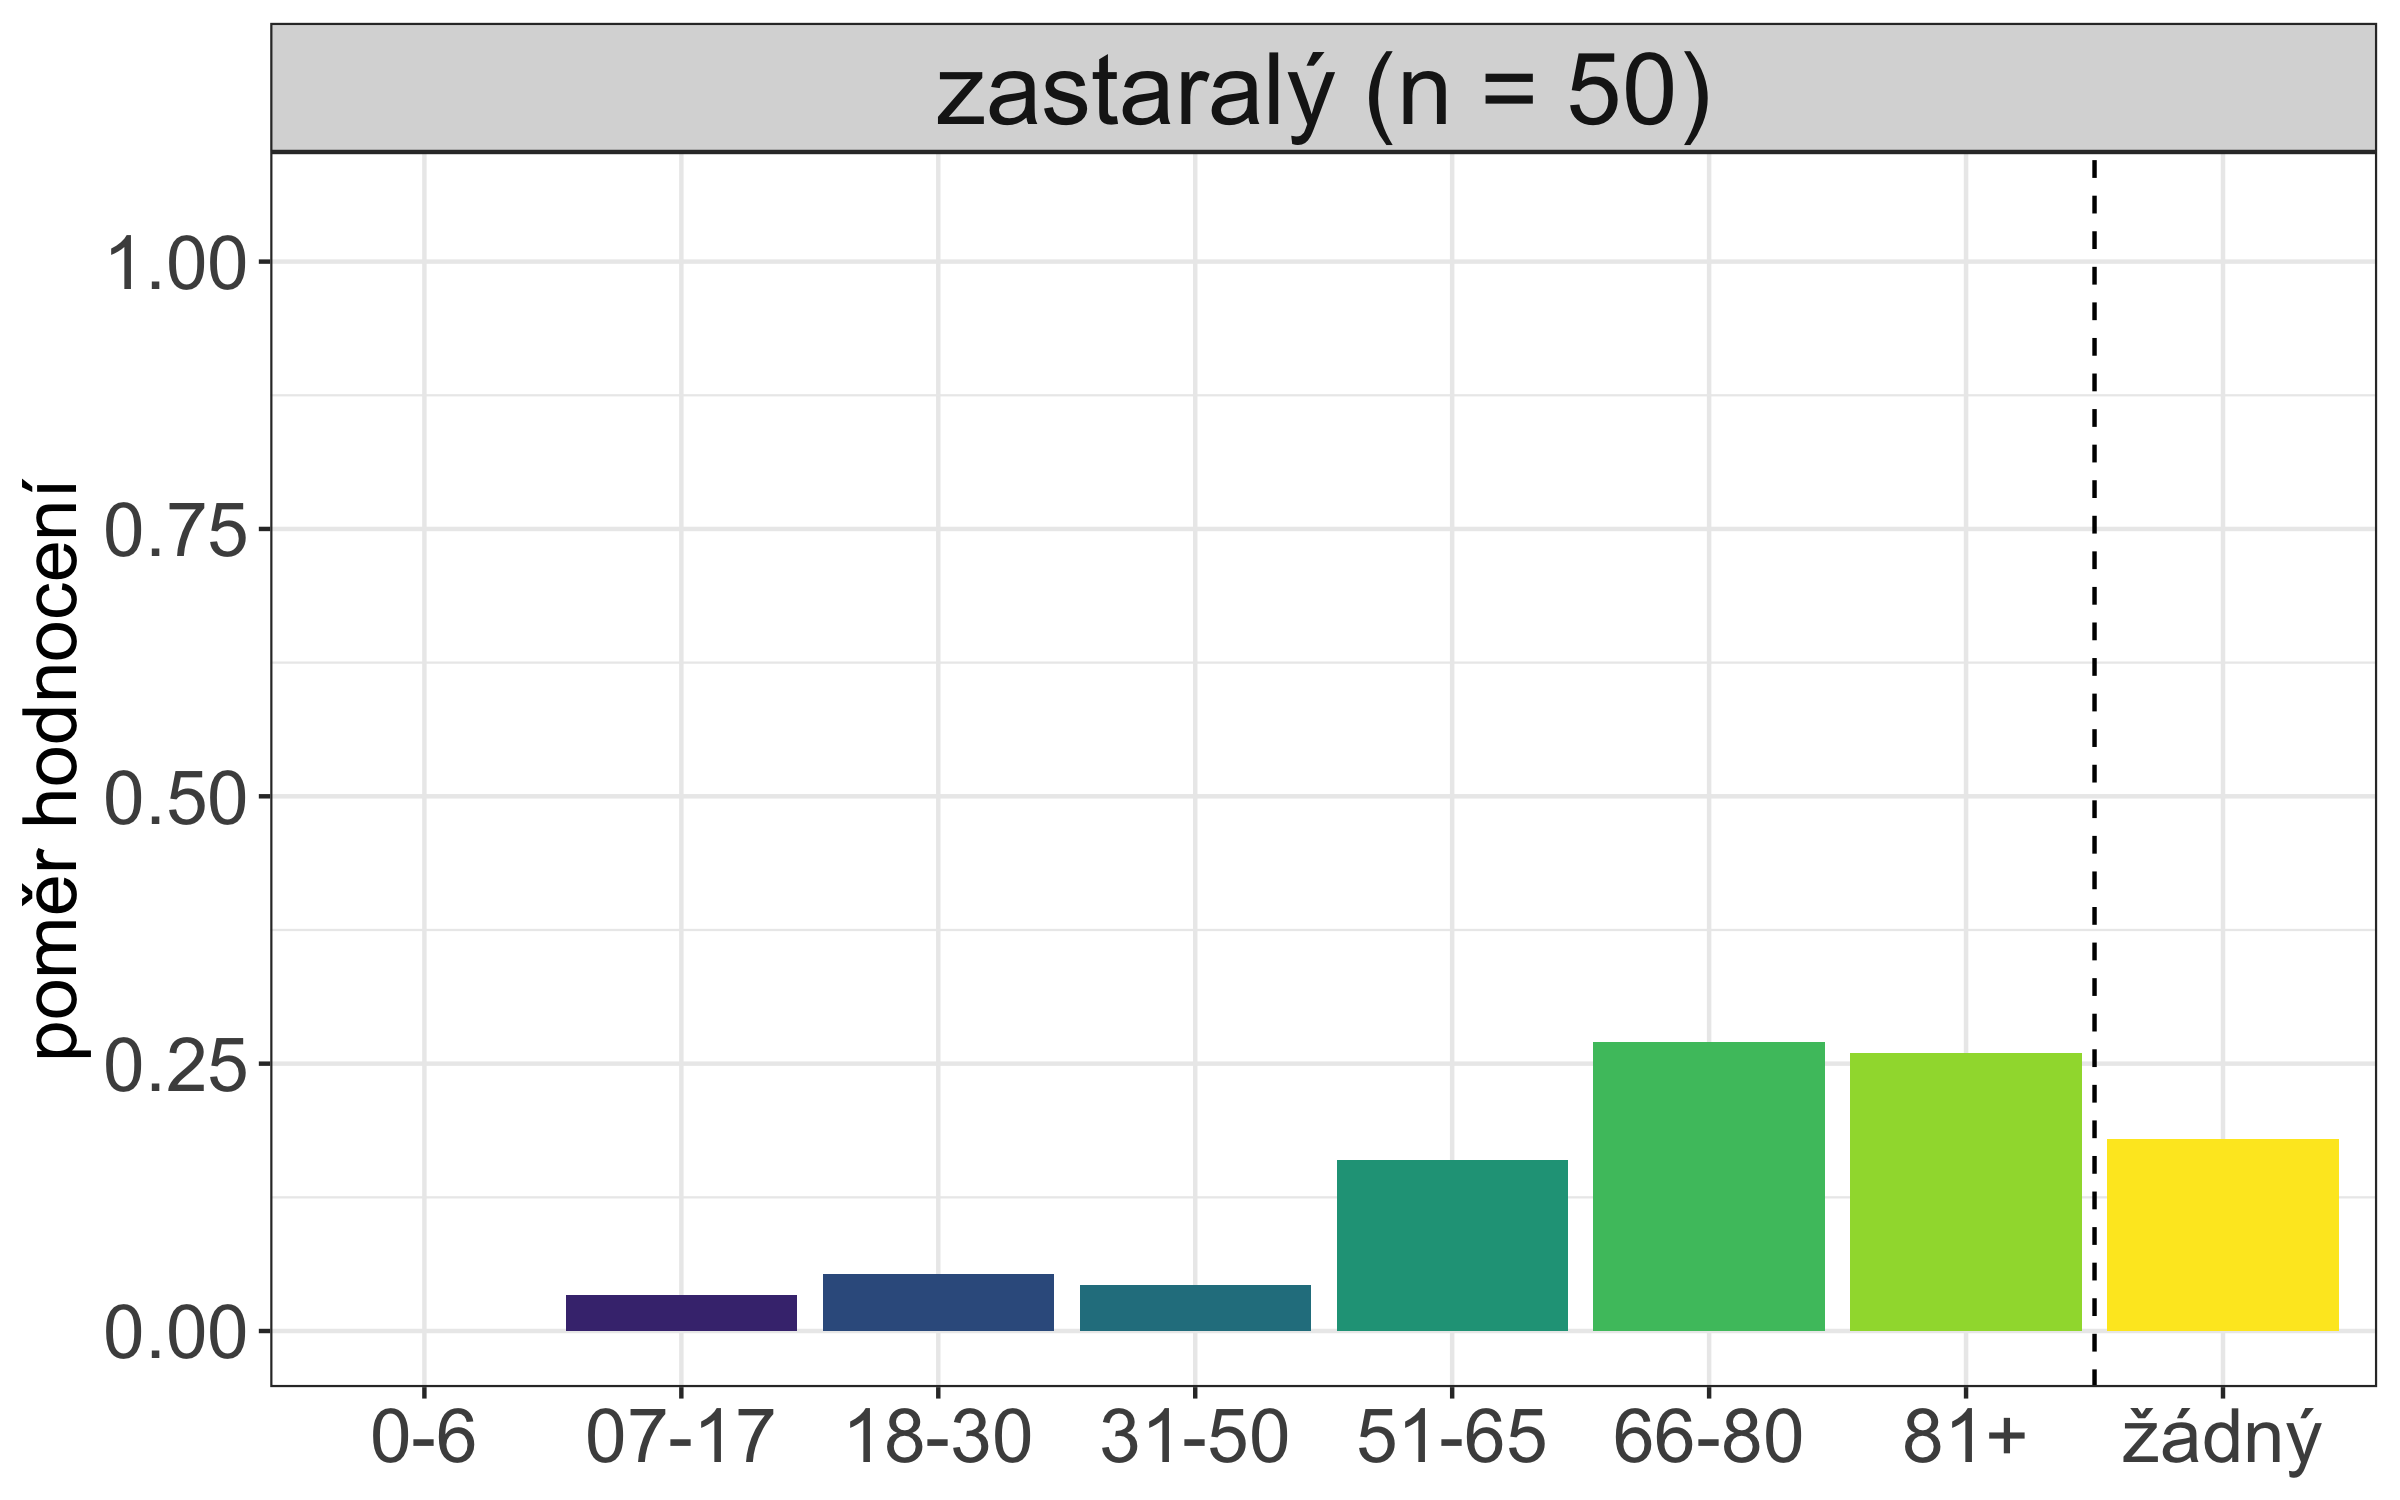 zastaralý (n = 50)
poměr hodnocení
1.00
0.75
0.50
0.25
0.00
0-6 07-17 18-30 31-50 51-65 66-80 81+ žádný